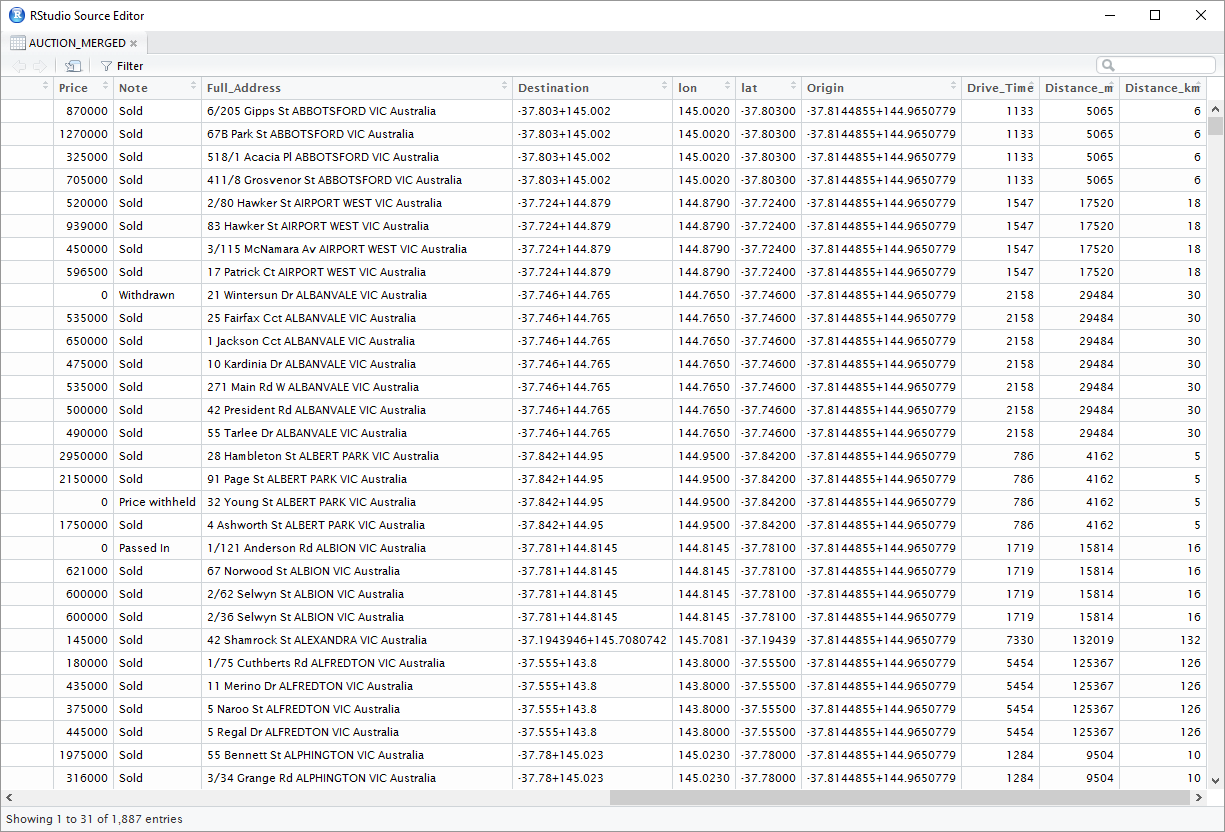 RStudio Source Editor
AUCTION_MERGED
Filter
Price Note Full_Address Destination lon lat Origin Drive_Time Distance_m Distance_km
870000 Sold 6/205 Gipps St ABBOTSFORD VIC Australia -37.803+145.002 145.0020 -37.80300 -37.8144855+144.9650779 1133 5065 6
1270000 Sold 67B Park St ABBOTSFORD VIC Australia -37.803+145.002 145.0020 -37.80300 -37.8144855+144.9650779 1133 5065 6
325000 Sold 518/1 Acacia Pl ABBOTSFORD VIC Australia -37.803+145.002 145.0020 -37.80300 -37.8144855+144.9650779 1133 5065 6
705000 Sold 411/8 Grosvenor St ABBOTSFORD VIC Australia -37.803+145.002 145.0020 -37.80300 -37.8144855+144.9650779 1133 5065 6
520000 Sold 2/80 Hawker St AIRPORT WEST VIC Australia -37.724+144.879 144.8790 -37.72400 -37.8144855+144.9650779 1547 17520 18
939000 Sold 83 Hawker St AIRPORT WEST VIC Australia -37.724+144.879 144.8790 -37.72400 -37.8144855+144.9650779 1547 17520 18
450000 Sold 3/115 McNamara Av AIRPORT WEST VIC Australia -37.724+144.879 144.8790 -37.72400 -37.8144855+144.9650779 1547 17520 18
596500 Sold 17 Patrick Ct AIRPORT WEST VIC Australia -37.724+144.879 144.8790 -37.72400 -37.8144855+144.9650779 1547 17520 18
0 Withdrawn 21 Wintersun Dr ALBANVALE VIC Australia -37.746+144.765 144.7650 -37.74600 -37.8144855+144.9650779 2158 29484 30
535000 Sold 25 Fairfax Cct ALBANVALE VIC Australia -37.746+144.765 144.7650 -37.74600 -37.8144855+144.9650779 2158 29484 30
650000 Sold 1 Jackson Cct ALBANVALE VIC Australia -37.746+144.765 144.7650 -37.74600 -37.8144855+144.9650779 2158 29484 30
475000 Sold 10 Kardinia Dr ALBANVALE VIC Australia -37.746+144.765 144.7650 -37.74600 -37.8144855+144.9650779 2158 29484 30
535000 Sold 271 Main Rd W ALBANVALE VIC Australia -37.746+144.765 144.7650 -37.74600 -37.8144855+144.9650779 2158 29484 30
500000 Sold 42 President Rd ALBANVALE VIC Australia -37.746+144.765 144.7650 -37.74600 -37.8144855+144.9650779 2158 29484 30
490000 Sold 55 Tarlee Dr ALBANVALE VIC Australia -37.746+144.765 144.7650 -37.74600 -37.8144855+144.9650779 2158 29484 30
2950000 Sold 28 Hambleton St ALBERT PARK VIC Australia -37.842+144.95 144.9500 -37.84200 -37.8144855+144.9650779 786 4162 5
2150000 Sold 91 Page St ALBERT PARK VIC Australia -37.842+144.95 144.9500 -37.84200 -37.8144855+144.9650779 786 4162 5
0 Price withheld 32 Young St ALBERT PARK VIC Australia -37.842+144.95 144.9500 -37.84200 -37.8144855+144.9650779 786 4162 5
1750000 Sold 4 Ashworth St ALBERT PARK VIC Australia -37.842+144.95 144.9500 -37.84200 -37.8144855+144.9650779 786 4162 5
0 Passed In 1/121 Anderson Rd ALBION VIC Australia -37.781+144.8145 144.8145 -37.78100 -37.8144855+144.9650779 1719 15814 16
621000 Sold 67 Norwood St ALBION VIC Australia -37.781+144.8145 144.8145 -37.78100 -37.8144855+144.9650779 1719 15814 16
600000 Sold 2/62 Selwyn St ALBION VIC Australia -37.781+144.8145 144.8145 -37.78100 -37.8144855+144.9650779 1719 15814 16
600000 Sold 2/36 Selwyn St ALBION VIC Australia -37.781+144.8145 144.8145 -37.78100 -37.8144855+144.9650779 1719 15814 16
145000 Sold 42 Shamrock St ALEXANDRA VIC Australia -37.1943946+145.7080742 145.7081 -37.19439 -37.8144855+144.9650779 7330 132019 132
180000 Sold 1/75 Cuthberts Rd ALFREDTON VIC Australia -37.555+143.8 143.8000 -37.55500 -37.8144855+144.9650779 5454 125367 126
435000 Sold 11 Merino Dr ALFREDTON VIC Australia -37.555+143.8 143.8000 -37.55500 -37.8144855+144.9650779 5454 125367 126
375000 Sold 5 Naroo St ALFREDTON VIC Australia -37.555+143.8 143.8000 -37.55500 -37.8144855+144.9650779 5454 125367 126
445000 Sold 5 Regal Dr ALFREDTON VIC Australia -37.555+143.8 143.8000 -37.55500 -37.8144855+144.9650779 5454 125367 126
1975000 Sold 55 Bennett St ALPHINGTON VIC Australia -37.78+145.023 145.0230 -37.78000 -37.8144855+144.9650779 1284 9504 10
316000 Sold 3/34 Grange Rd ALPHINGTON VIC Australia -37.78+145.023 145.0230 -37.78000 -37.8144855+144.9650779 1284 9504 10
Showing 1 to 31 of 1,887 entries